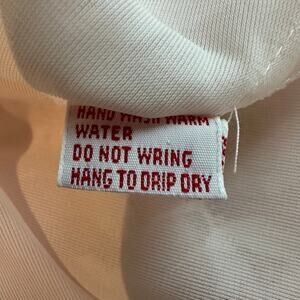 HAND WASH WARM
WATER
DO NOT WRING
HANG TO DRIP DRY